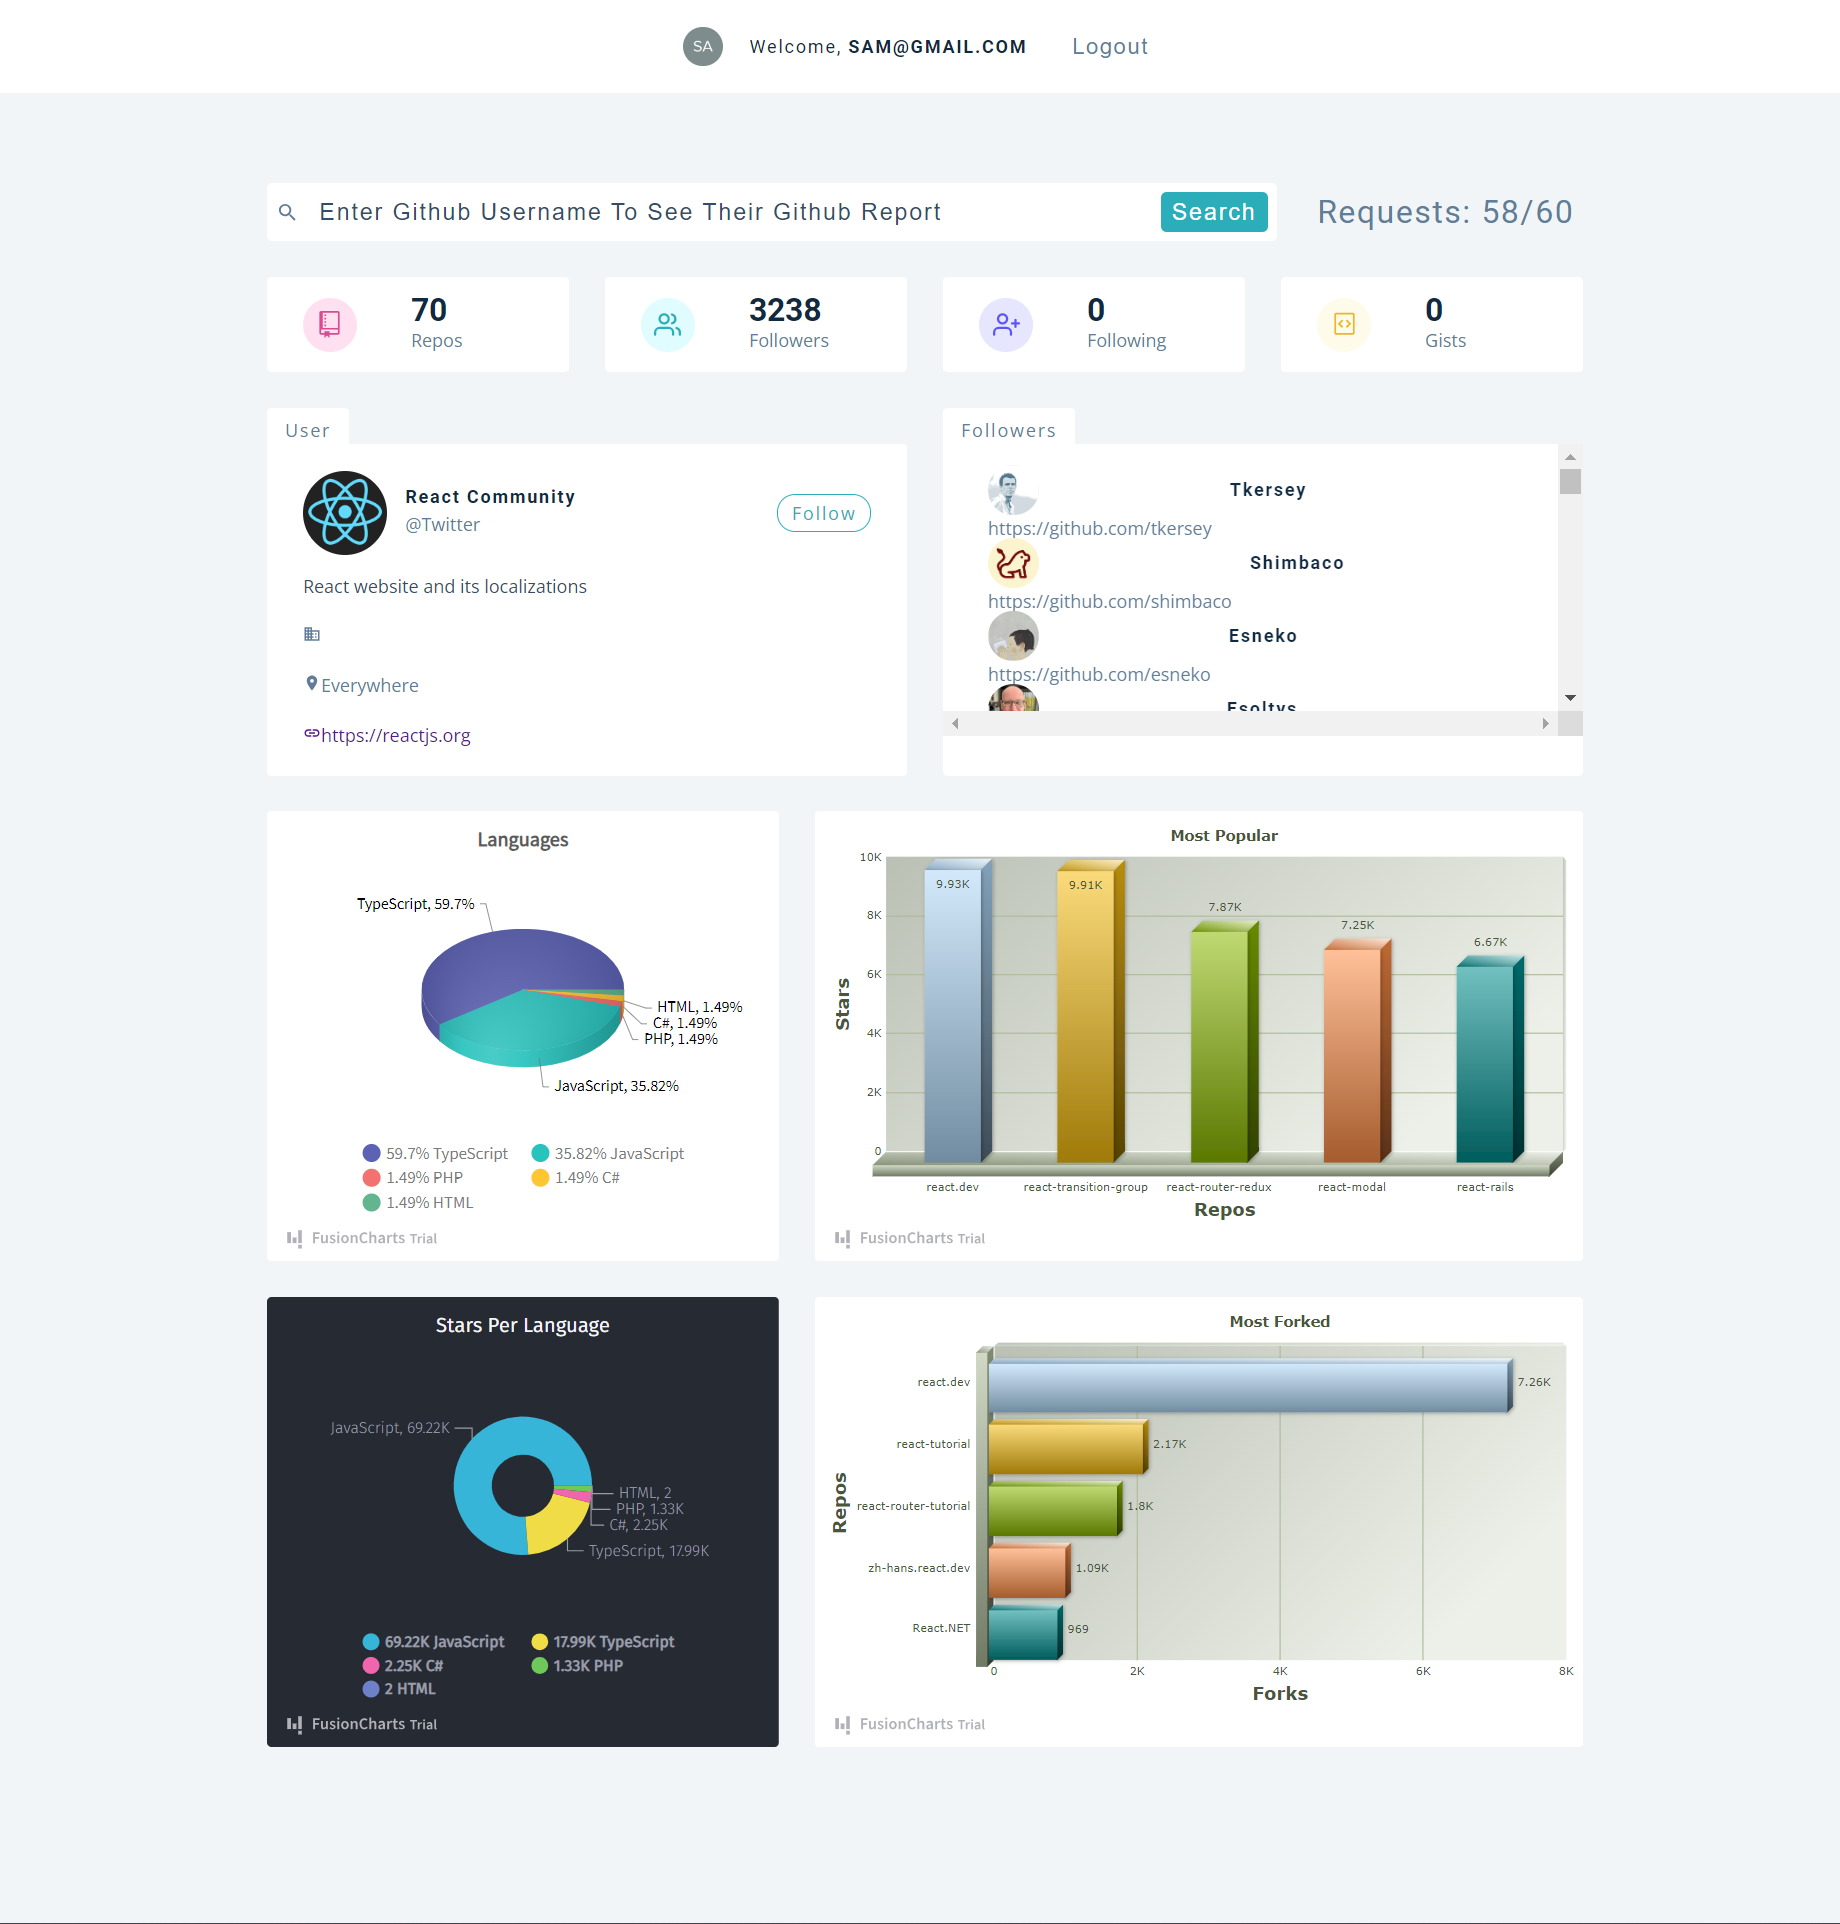 SA
Welcome, SAM@GMAIL.COM
Logout
Enter Github Username To See Their Github Report
Search
Requests: 58/60
70
Repos
3238
Followers
0
Following
0
Gists
User
React Community
@Twitter
Follow
React website and its localizations
Everywhere
https://reactjs.org
Followers
Tkersey
https://github.com/tkersey
Shimbaco
https://github.com/shimbaco
Esneko
https://github.com/esneko
Esoltys
Languages
TypeScript, 59.7%
HTML, 1.49%
C#, 1.49%
PHP, 1.49%
JavaScript, 35.82%
59.7% TypeScript
35.82% JavaScript
1.49% PHP
1.49% C#
1.49% HTML
FusionCharts Trial
Most Popular
Stars
10K
8K
6K
4K
2K
0
9.93K
9.91K
7.87K
7.25K
6.67K
react.dev
react-transition-group
react-router-redux
react-modal
react-rails
Repos
FusionCharts Trial
Stars Per Language
JavaScript, 69.22K
HTML, 2
PHP, 1.33K
C#, 2.25K
TypeScript, 17.99K
69.22K JavaScript
17.99K TypeScript
2.25K C#
1.33K PHP
2 HTML
FusionCharts Trial
Most Forked
Repos
react.dev
7.26K
react-tutorial
2.17K
react-router-tutorial
1.8K
zh-hans.react.dev
1.09K
React.NET
969
0
2K
4K
6K
8K
Forks
FusionCharts Trial